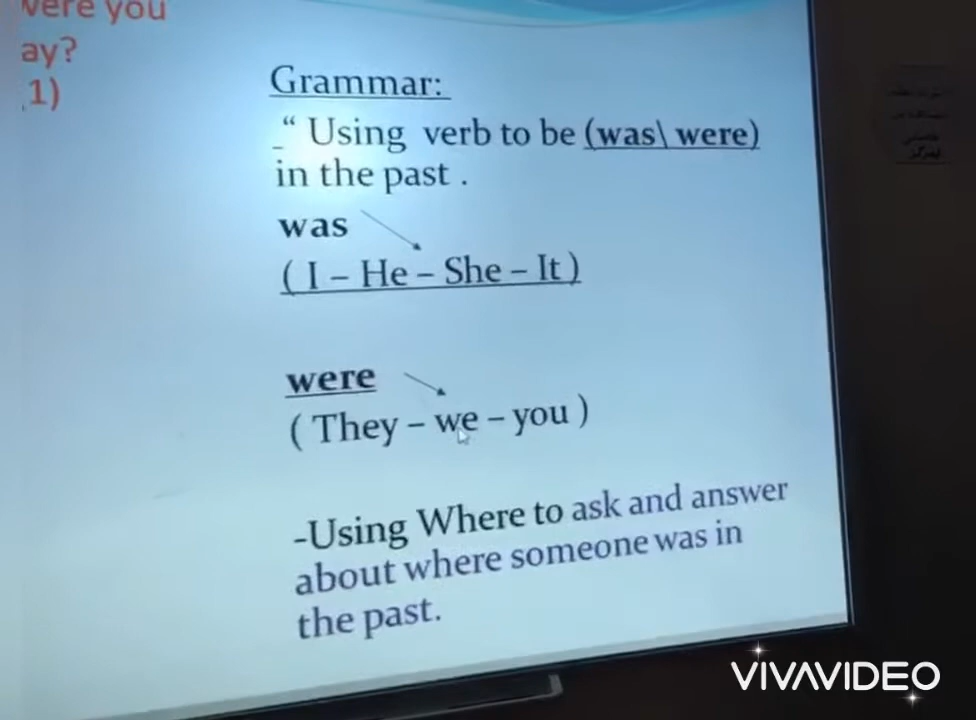 vere you
ay?
1)
Grammar:
_“ Using verb to be (was\ were)
in the past .
was
( I – He – She – It )
were
( They – we – you )
-Using Where to ask and answer
about where someone was in
the past.
VIVAVIDEO